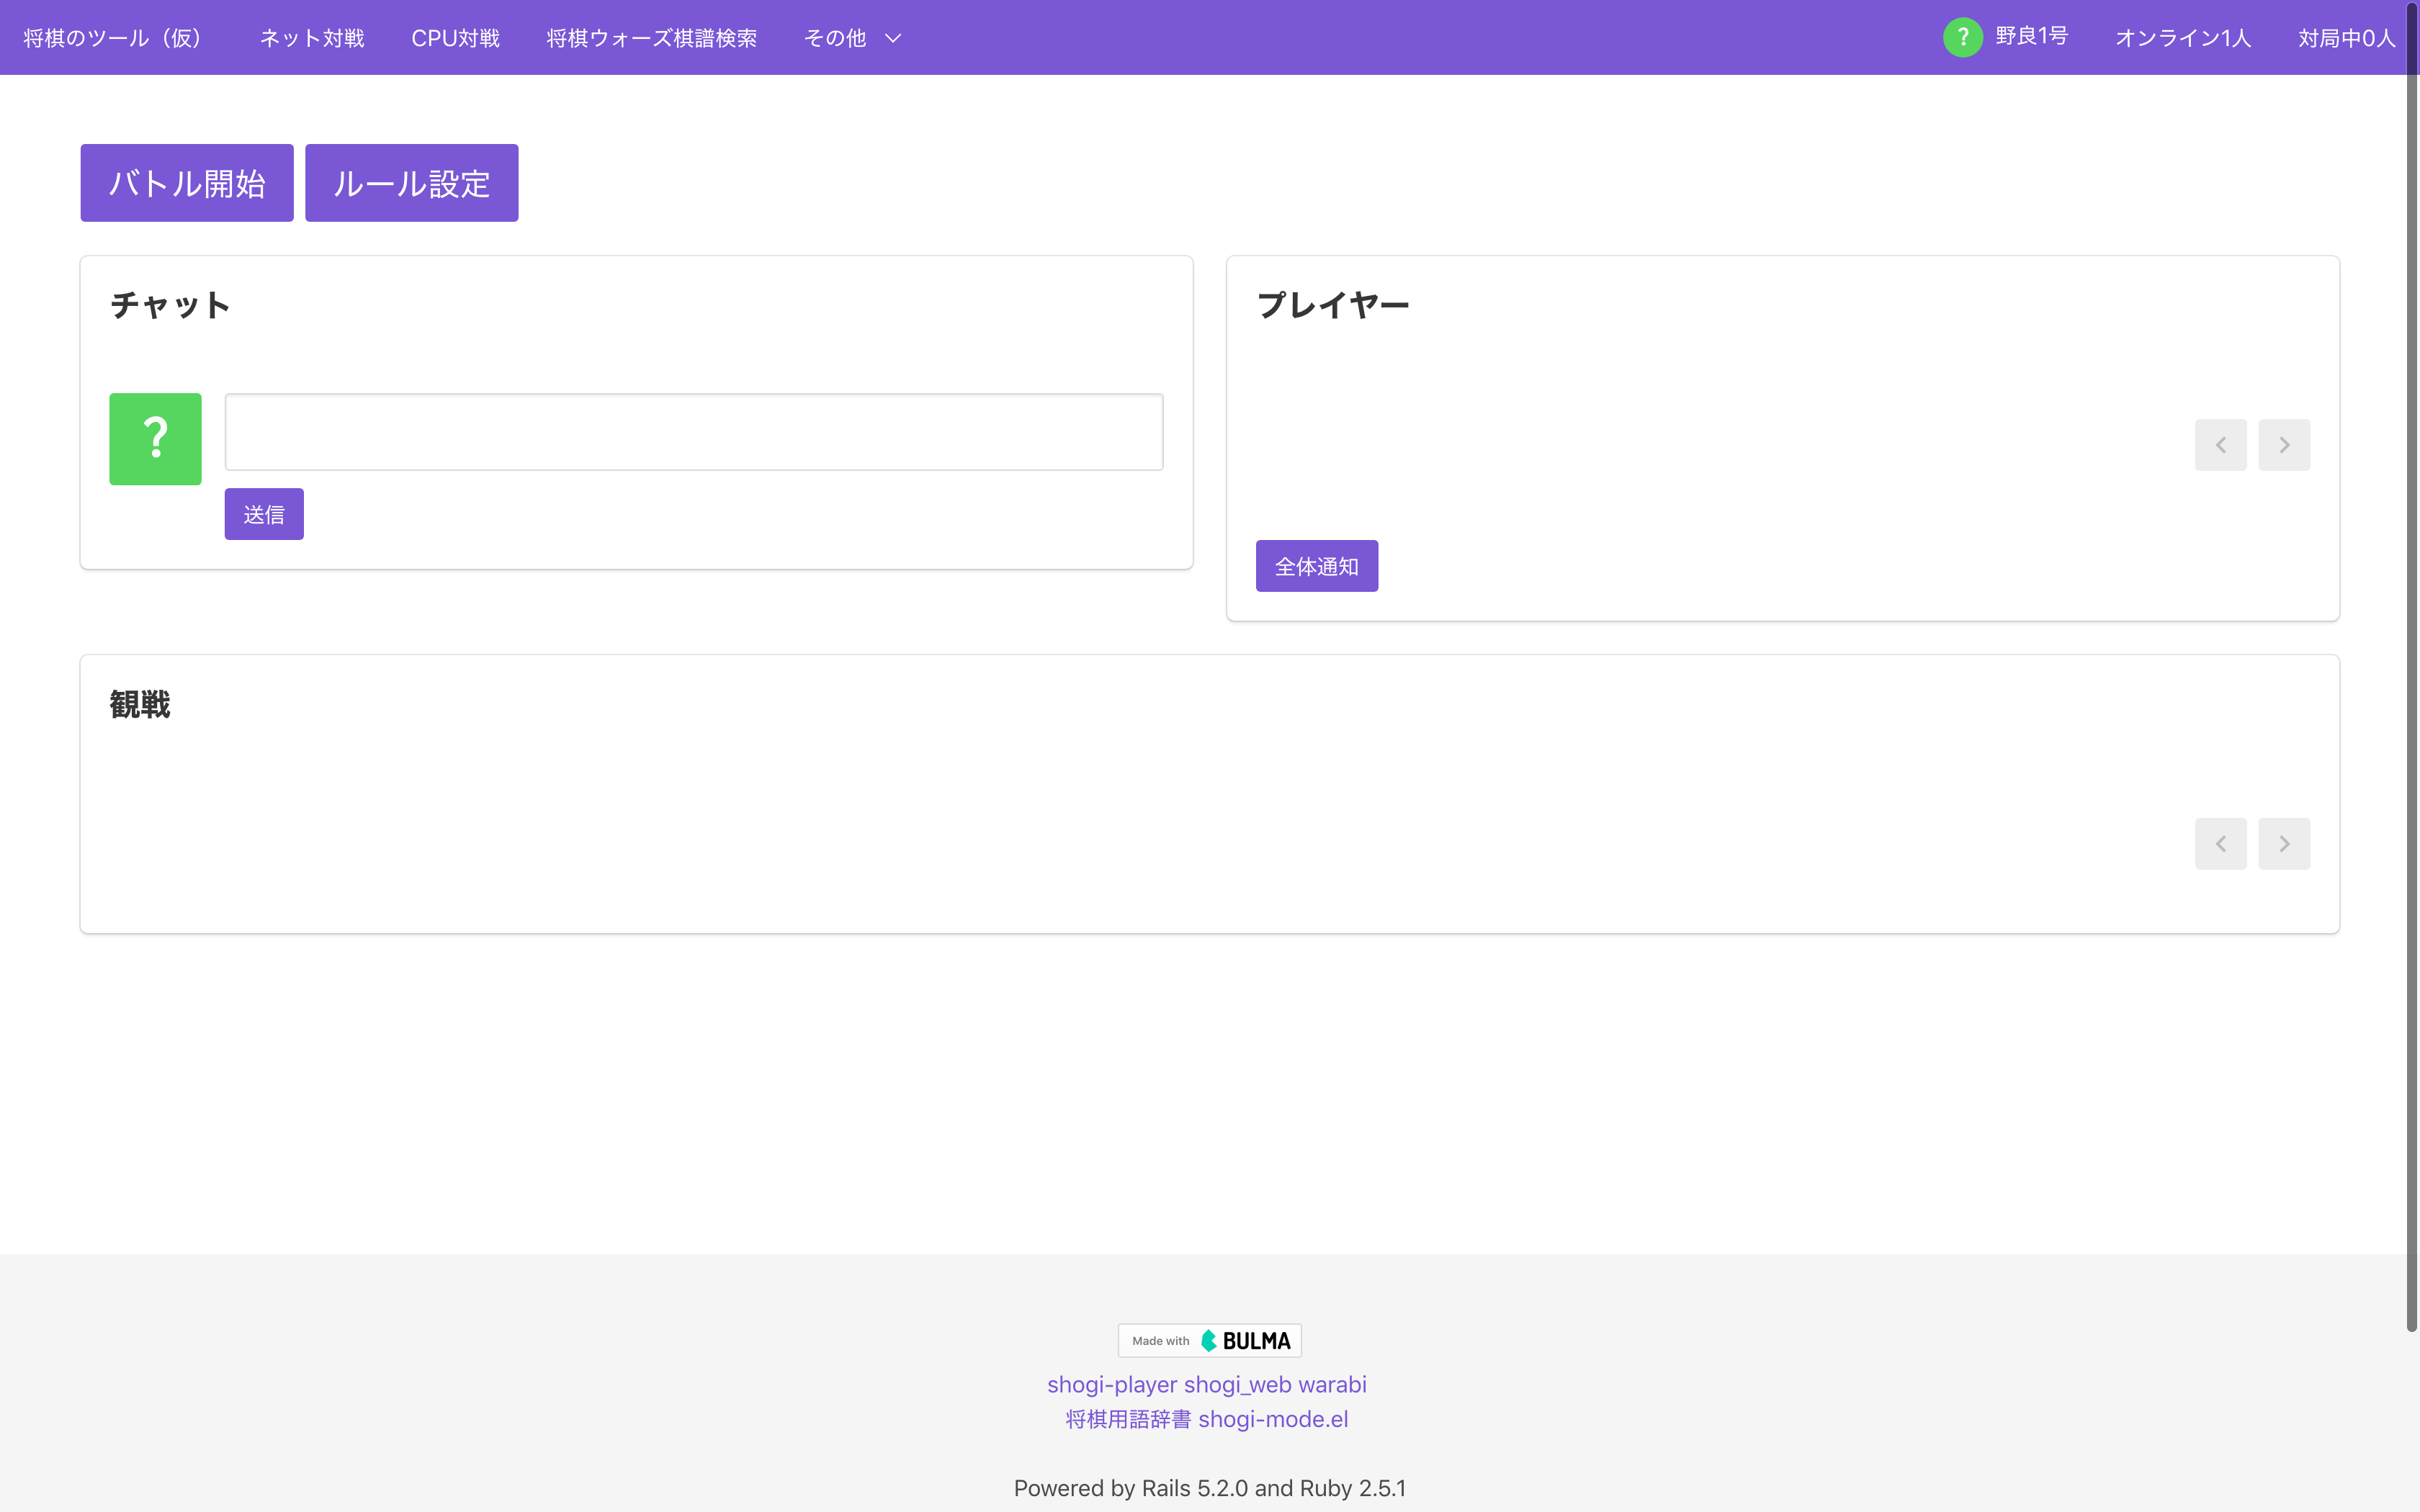 将棋のツール（仮） ネット対戦 CPU対戦 将棋ウォーズ棋譜検索 その他 ? 野良1号 オンライン1人 対局中0人
バトル開始 ルール設定
チャット
?
送信
プレイヤー
全体通知
観戦
Made with BULMA
shogi-player shogi_web warabi
将棋用語辞書 shogi-mode.el
Powered by Rails 5.2.0 and Ruby 2.5.1